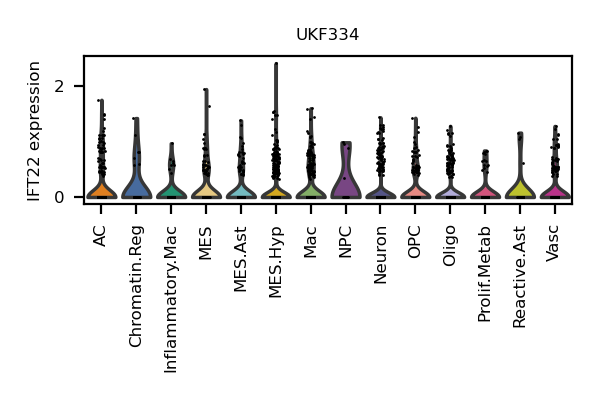 UKF334
IFT22 expression
2
0
AC
Chromatin.Reg
Inflammatory.Mac
MES
MES.Ast
MES.Hyp
Mac
NPC
Neuron
OPC
Oligo
Prolif.Metab
Reactive.Ast
Vasc